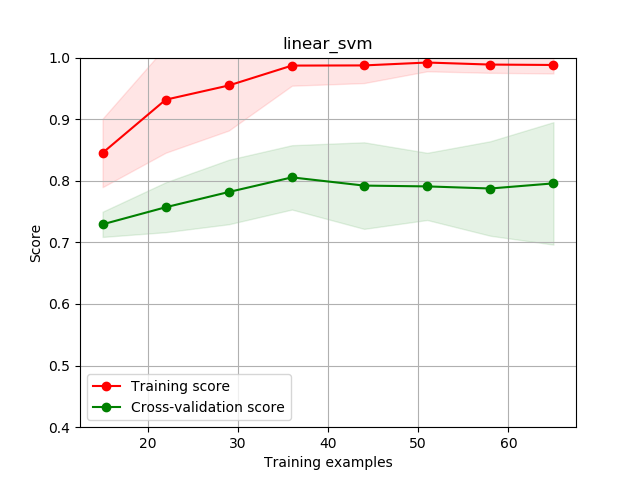 linear_svm
1.0
0.9
0.8
0.7
0.6
0.5
0.4
Score
Training score
Cross-validation score
20 30 40 50 60
Training examples